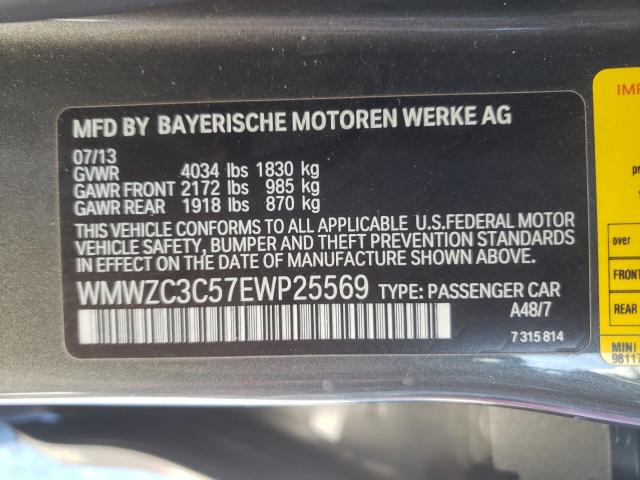 MFD BY BAYERISCHE MOTOREN WERKE AG
07/13
GVWR 4034 lbs 1830 kg
GAWR FRONT 2172 lbs 985 kg
GAWR REAR 1918 lbs 870 kg
THIS VEHICLE CONFORMS TO ALL APPLICABLE U.S.FEDERAL MOTOR
VEHICLE SAFETY, BUMPER AND THEFT PREVENTION STANDARDS
IN EFFECT ON THE DATE OF MANUFACTURE SHOWN ABOVE.
WMWZC3C57EWP25569 TYPE: PASSENGER CAR
A48/7
7 315 814
over
FRONT
REAR
MINI